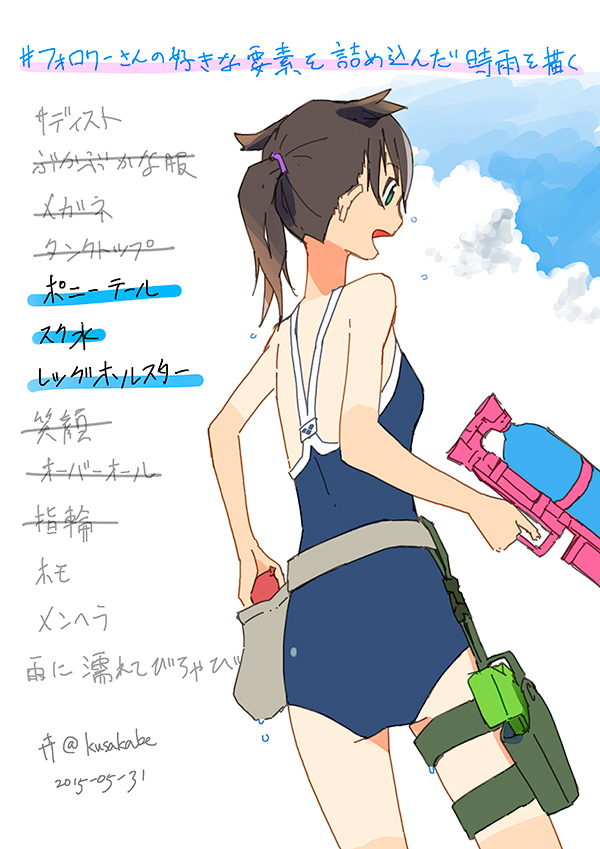 #フォロワーさんの好きな要素を詰め込んだ時雨を描く
サディスト
ぶかぶかな服
メガネ
タンクトップ
ポニーテール
スク水
レッグホルスター
笑顔
オーバーオール
指輪
ホモ
メンヘラ
雨に濡れてびちゃび
@kusakabe
2015-05-31